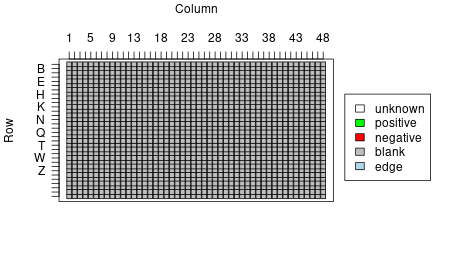 Column
1 5 9 13 18 23 28 33 38 43 48
Row
B
E
H
K
N
Q
T
W
Z
unknown
positive
negative
blank
edge